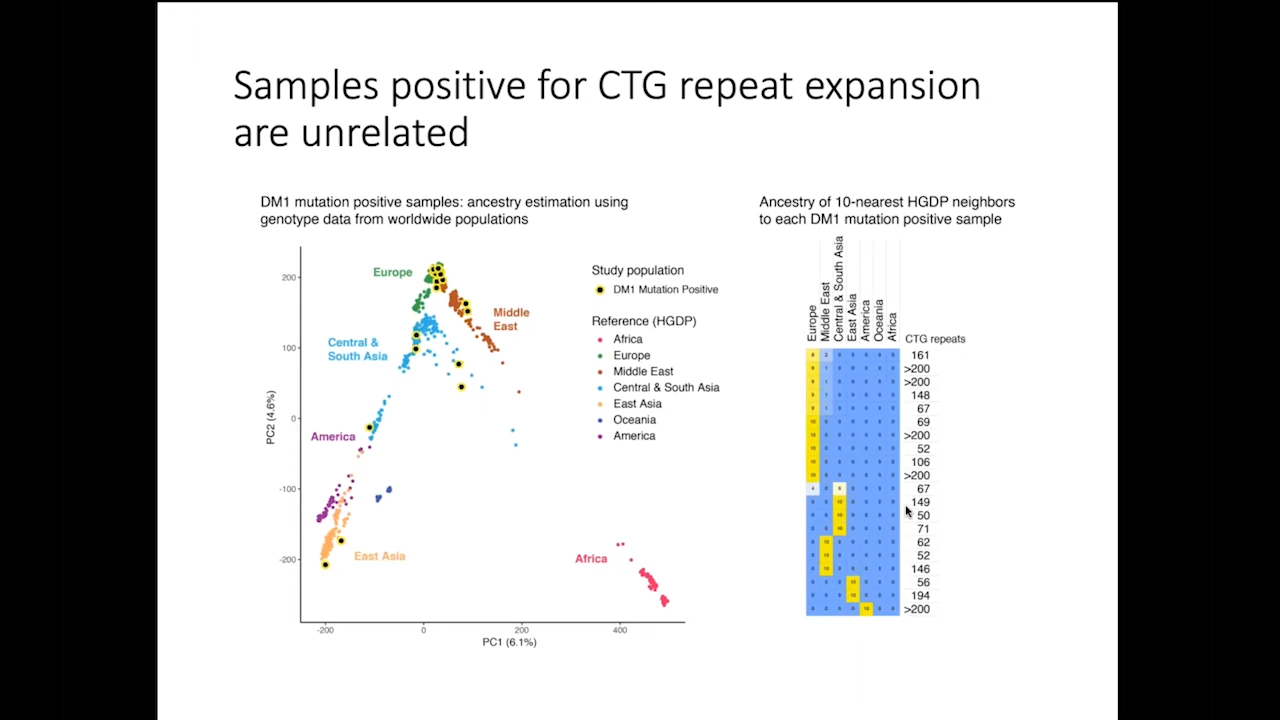 Samples positive for CTG repeat expansion
are unrelated
DM1 mutation positive samples: ancestry estimation using
genotype data from worldwide populations
200
100
0
-100
-200
PC2 (4.6%)
-200
0
200
400
PC1 (6.1%)
Europe
Middle
East
Central &
South Asia
America
East Asia
Africa
Study population
DM1 Mutation Positive
Reference (HGDP)
Africa
Europe
Middle East
Central & South Asia
East Asia
Oceania
America
Ancestry of 10-nearest HGDP neighbors
to each DM1 mutation positive sample
Europe
Middle East
Central & South Asia
East Asia
America
Oceania
Africa
CTG repeats
161
>200
>200
148
67
69
>200
52
106
>200
67
149
50
71
62
52
146
56
194
>200